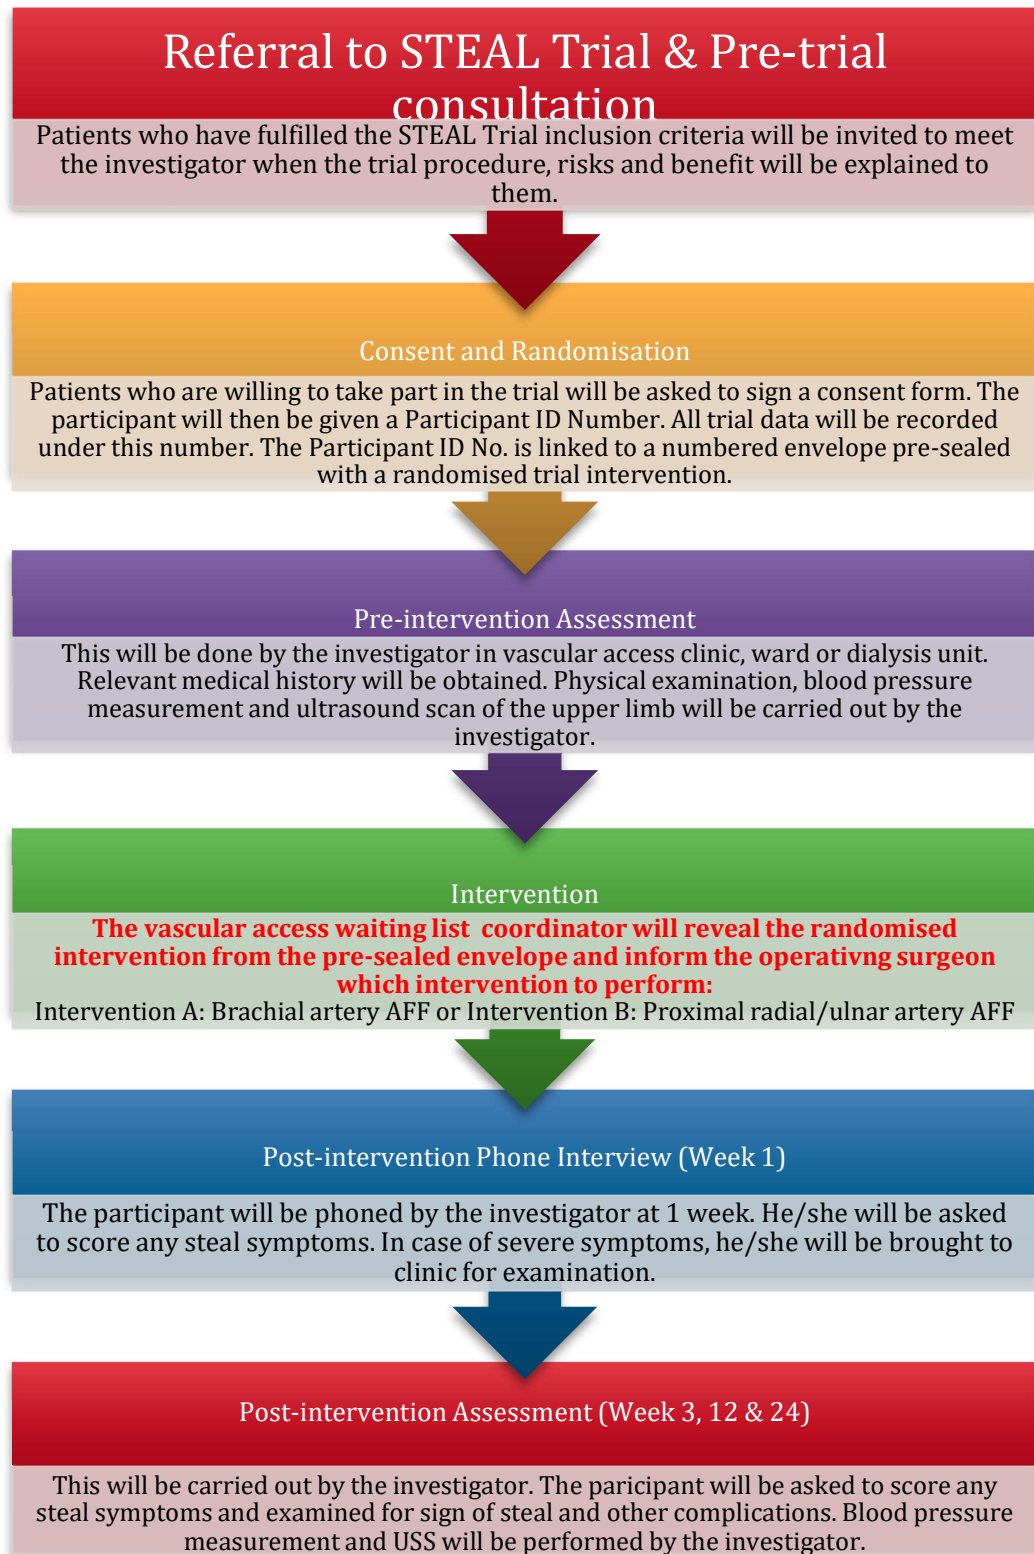 Referral to STEAL Trial & Pre-trial
consultation
Patients who have fulfilled the STEAL Trial inclusion criteria will be invited to meet
the investigator when the trial procedure, risks and benefit will be explained to
them.
Consent and Randomisation
Patients who are willing to take part in the trial will be asked to sign a consent form. The
participant will then be given a Participant ID Number. All trial data will be recorded
under this number. The Participant ID No. is linked to a numbered envelope pre-sealed
with a randomised trial intervention.
Pre-intervention Assessment
This will be done by the investigator in vascular access clinic, ward or dialysis unit.
Relevant medical history will be obtained. Physical examination, blood pressure
measurement and ultrasound scan of the upper limb will be carried out by the
investigator.
Intervention
The vascular access waiting list  coordinator will reveal the randomised
intervention from the pre-sealed envelope and inform the operativng surgeon
which intervention to perform:
Intervention A: Brachial artery AFF or Intervention B: Proximal radial/ulnar artery AFF
Post-intervention Phone Interview (Week 1)
The participant will be phoned by the investigator at 1 week. He/she will be asked
to score any steal symptoms. In case of severe symptoms, he/she will be brought to
clinic for examination.
Post-intervention Assessment (Week 3, 12 & 24)
This will be carried out by the investigator. The paricipant will be asked to score any
steal symptoms and examined for sign of steal and other complications. Blood pressure
measurement and USS will be performed by the investigator.